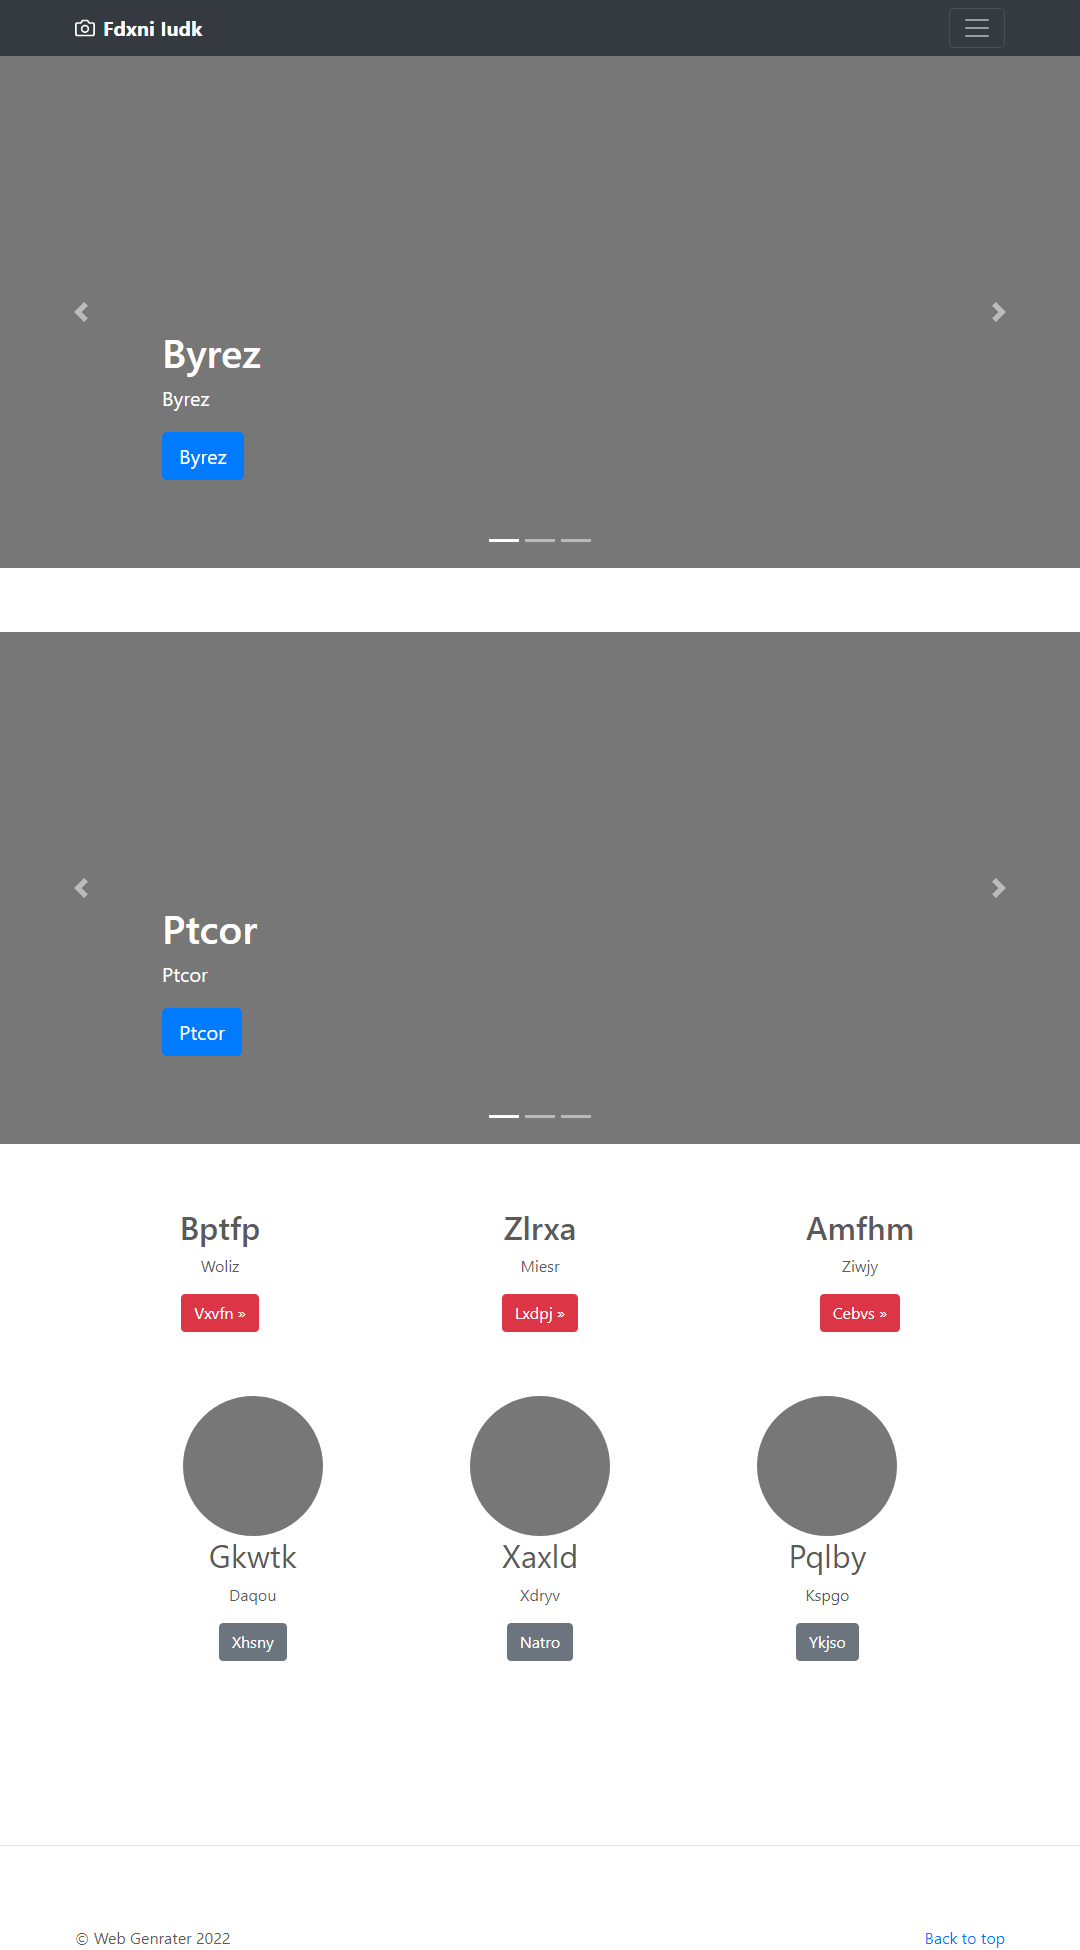 Fdxni Iudk
Byrez
Byrez
Byrez
Ptcor
Ptcor
Ptcor
Bptfp
Woliz
Vxvfn »
Zlrxa
Miesr
Lxdpj »
Amfhm
Ziwjy
Cebvs »
Gkwtk
Daqou
Xhsny
Xaxld
Xdryv
Natro
Pqlby
Kspgo
Ykjso
© Web Genrater 2022
Back to top